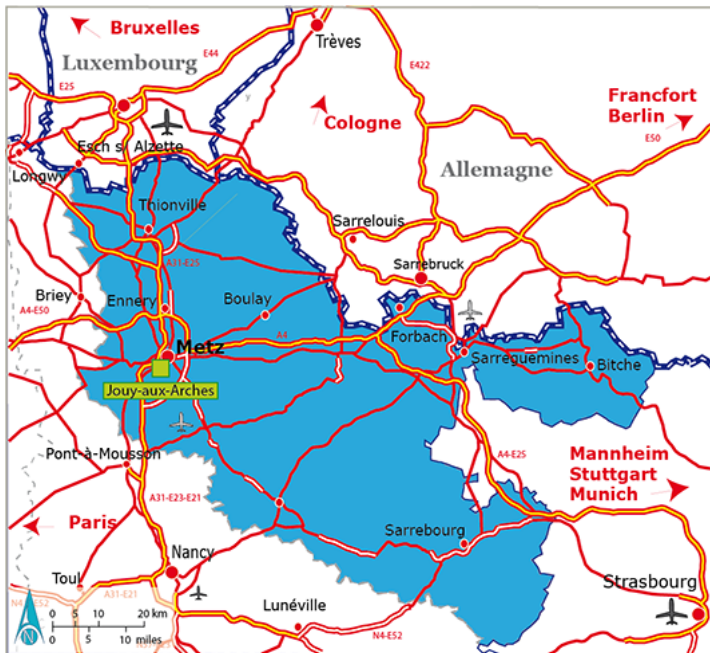 Bruxelles
Luxembourg
E44
Trèves
E25
E422
Cologne
Francfort
Berlin
E50
Esch s. Alzette
Longwy
Allemagne
Thionville
Sarrelouis
A31-E25
Sarrebruck
Briey
Ennery
Boulay
A4-E50
Forbach
A4
Metz
Sarreguemines
Bitche
Jouy-aux-Arches
Pont-à-Mousson
A4-E25
Mannheim
Stuttgart
Munich
A31-E23-E21
Paris
Sarrebourg
Nancy
Toul
A31-E21
Strasbourg
N4-E52
Lunéville
0 5 10 20 km
N4-E52
0 5 10 miles
N